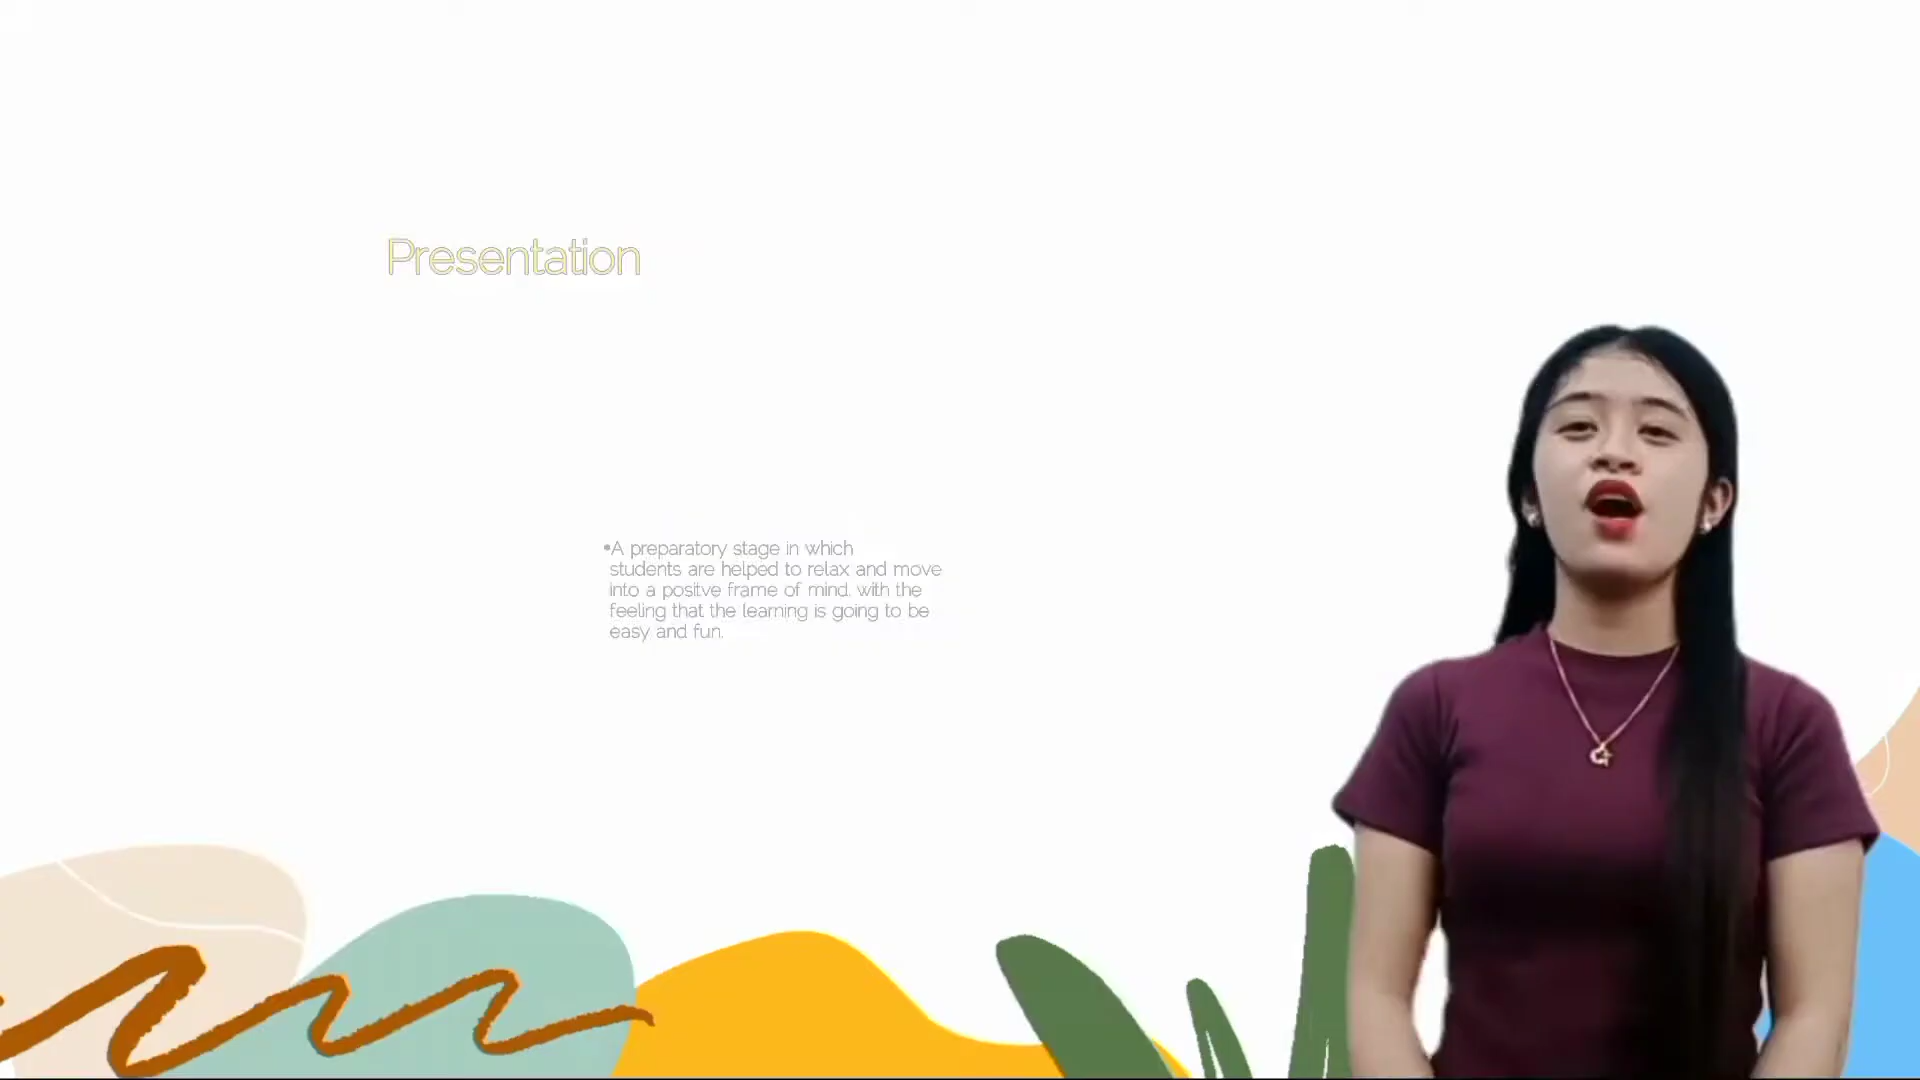 Presentation
•A preparatory stage in which
students are helped to relax and move
into a positve frame of mind. with the
feeling that the learning is going to be
easy and fun.